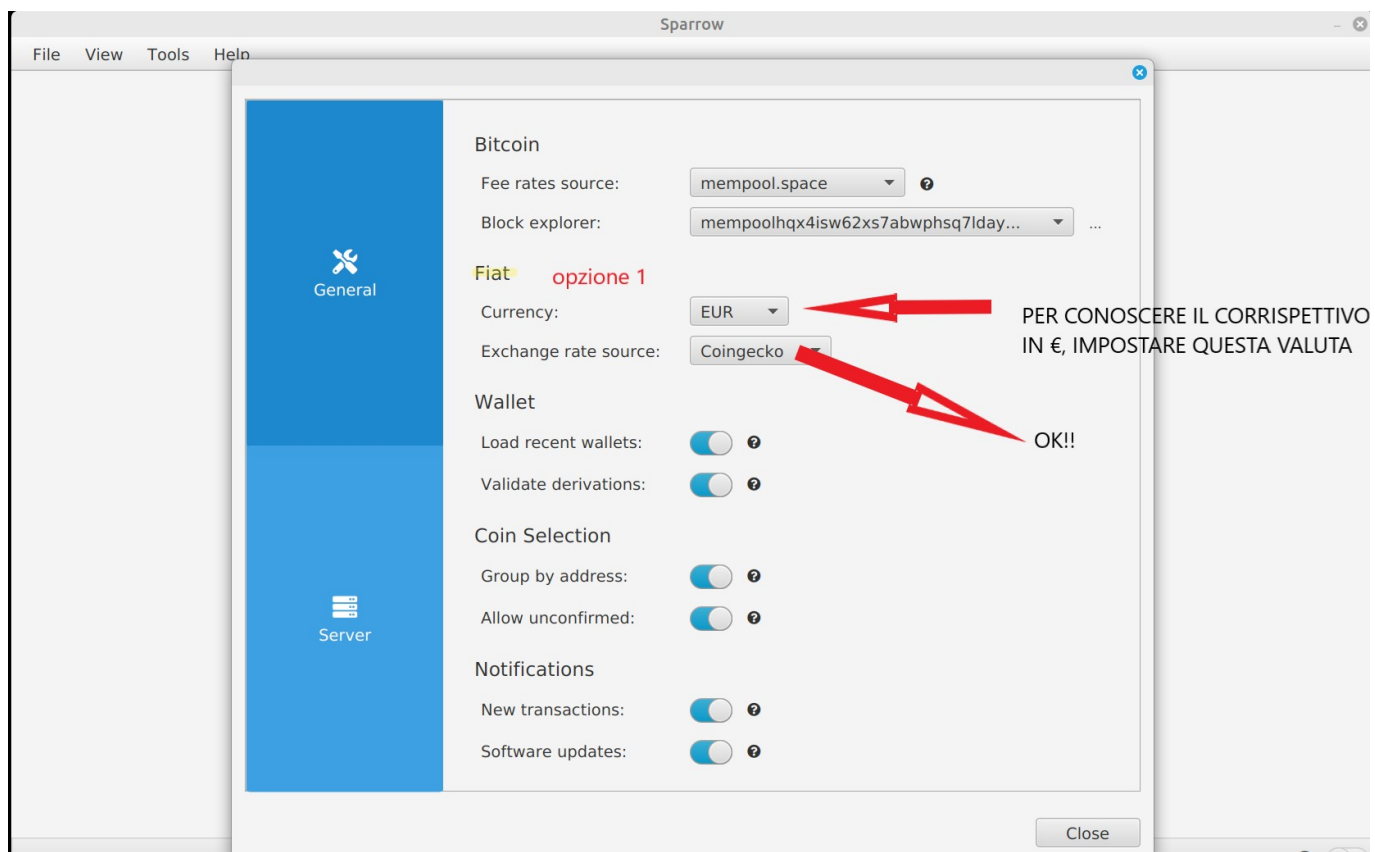 Sparrow
File View Tools Help
Bitcoin
Fee rates source: mempool.space
Block explorer: mempoolhqx4isw62xs7abwphsq7lday... ...
Fiat opzione 1
General
Currency: EUR
PER CONOSCERE IL CORRISPETTIVO
IN €, IMPOSTARE QUESTA VALUTA
Exchange rate source: Coingecko
Wallet
Load recent wallets:
OK!!
Validate derivations:
Coin Selection
Group by address:
Allow unconfirmed:
Server
Notifications
New transactions:
Software updates:
Close